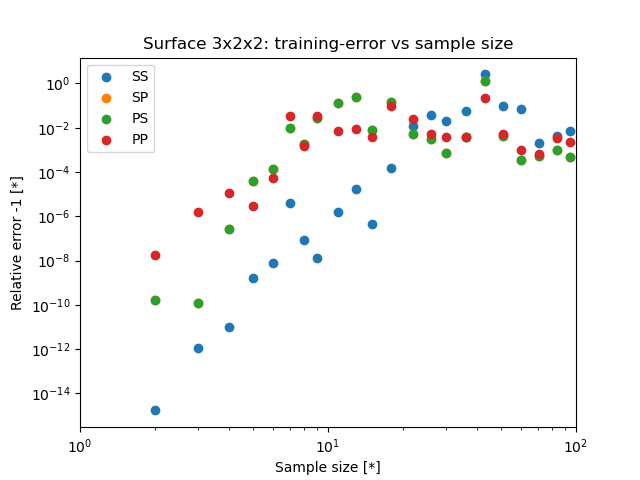 Surface 3x2x2: training-error vs sample size
SS
SP
PS
PP
Relative error -1 [*]
10^0
10^-2
10^-4
10^-6
10^-8
10^-10
10^-12
10^-14
10^0 10^1 10^2
Sample size [*]